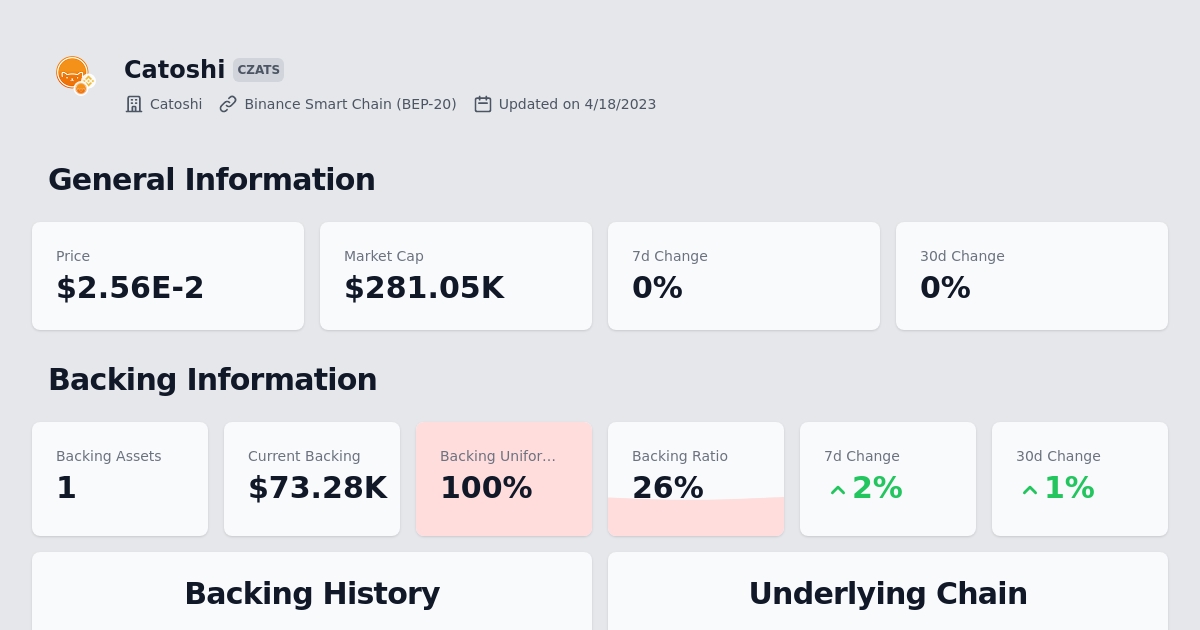 Catoshi CZATS
Catoshi Binance Smart Chain (BEP-20) Updated on 4/18/2023
General Information
Price Market Cap 7d Change 30d Change
$2.56E-2 $281.05K 0% 0%
Backing Information
Backing Assets Current Backing Backing Unifor... Backing Ratio 7d Change 30d Change
1 $73.28K 100% 26% 2% 1%
Backing History Underlying Chain